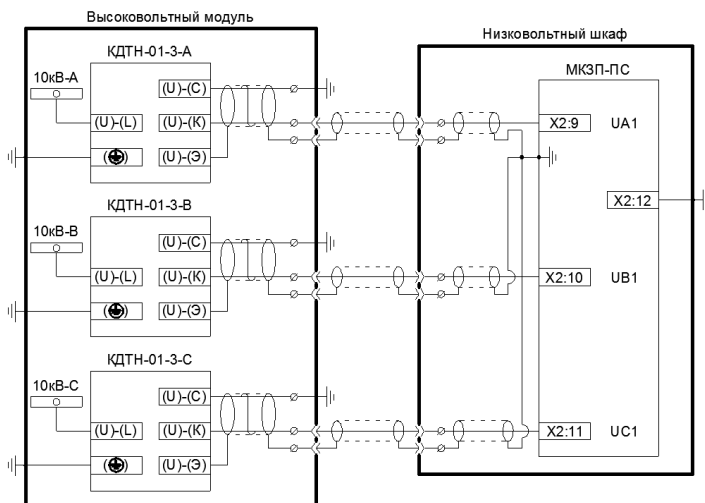 Высоковольтный модуль
Низковольтный шкаф
КДТН-01-3-А
10кВ-А
(U)-(С)
(U)-(L) (U)-(К)
(U)-(Э)
МКЗП-ПС
X2:9 UA1
X2:12
КДТН-01-3-В
10кВ-В
(U)-(С)
(U)-(L) (U)-(К)
(U)-(Э)
X2:10 UB1
КДТН-01-3-С
10кВ-С
(U)-(С)
(U)-(L) (U)-(К)
(U)-(Э)
X2:11 UC1